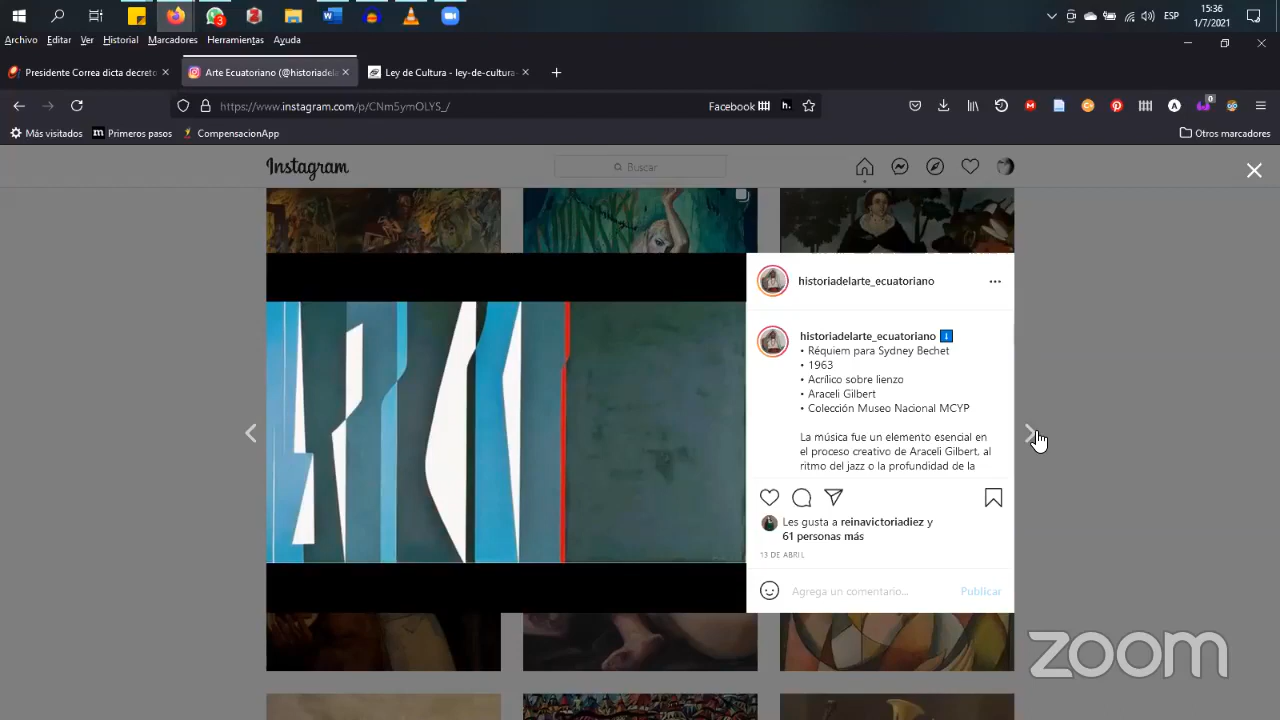 15:36
ESP
1/7/2021
3
Archivo Editar Ver Historial Marcadores Herramientas Ayuda
Presidente Correa dicta decreto
Arte Ecuatoriano (@historiadela
Ley de Cultura - ley-de-cultura-
https://www.instagram.com/p/CNm5ymOLYS_/
Facebook
h.
0
Más visitados
m Primeros pasos
CompensacionApp
Otros marcadores
Instagram
Buscar
historiadelarte_ecuatoriano
historiadelarte_ecuatoriano
• Réquiem para Sydney Bechet
• 1963
• Acrílico sobre lienzo
• Araceli Gilbert
• Colección Museo Nacional MCYP
La música fue un elemento esencial en
el proceso creativo de Araceli Gilbert, al
ritmo del jazz o la profundidad de la
Les gusta a reinavictoriadiez y
61 personas más
13 DE ABRIL
Agrega un comentario...
Publicar
zoom